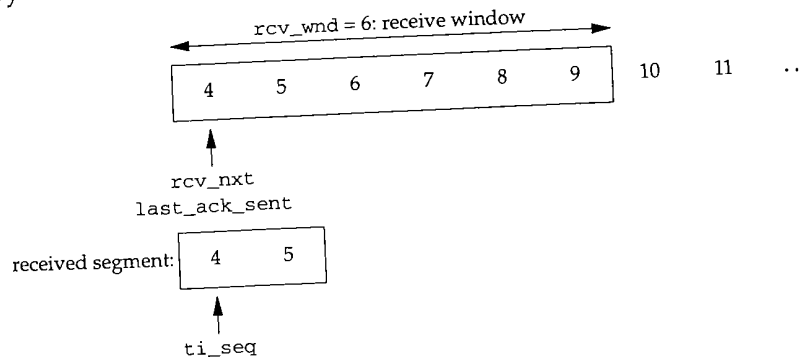 rcv_wnd = 6: receive window
4 5 6 7 8 9 10 11 ..
rcv_nxt
last_ack_sent
received segment: 4 5
ti_seq